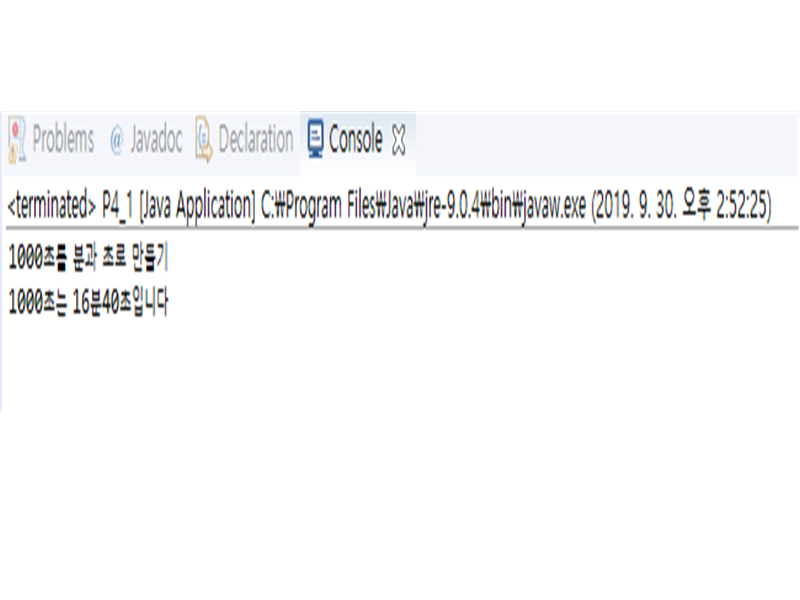 Problems @ Javadoc Declaration Console
<terminated> P4_1 [Java Application] C:₩Program Files₩Java₩jre-9.0.4₩bin₩javaw.exe (2019. 9. 30. 오후 2:52:25)
1000초를 분과 초로 만들기
1000초는 16분40초입니다